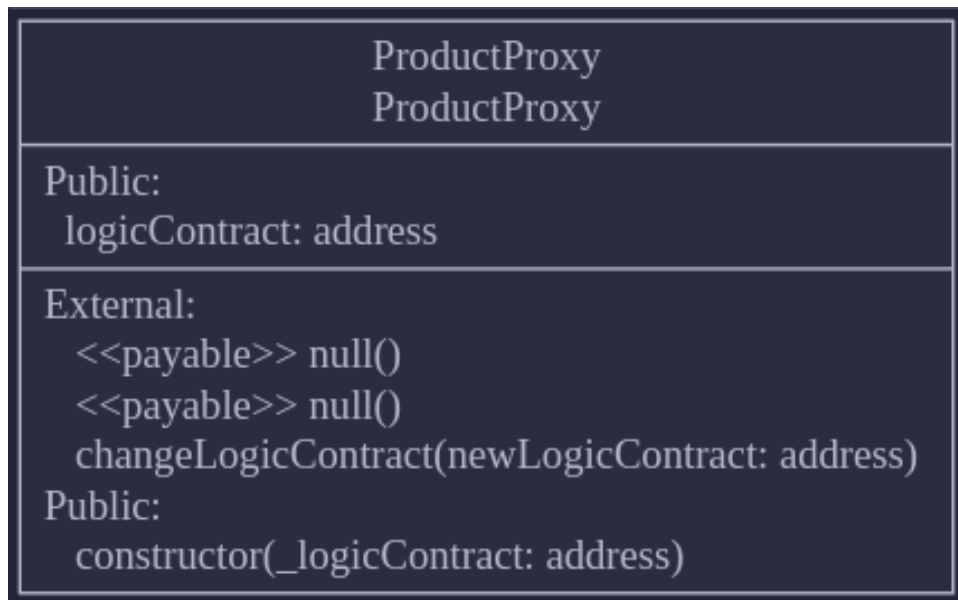 ProductProxy
ProductProxy
Public:
logicContract: address
External:
<<payable>> null()
<<payable>> null()
changeLogicContract(newLogicContract: address)
Public:
constructor(_logicContract: address)